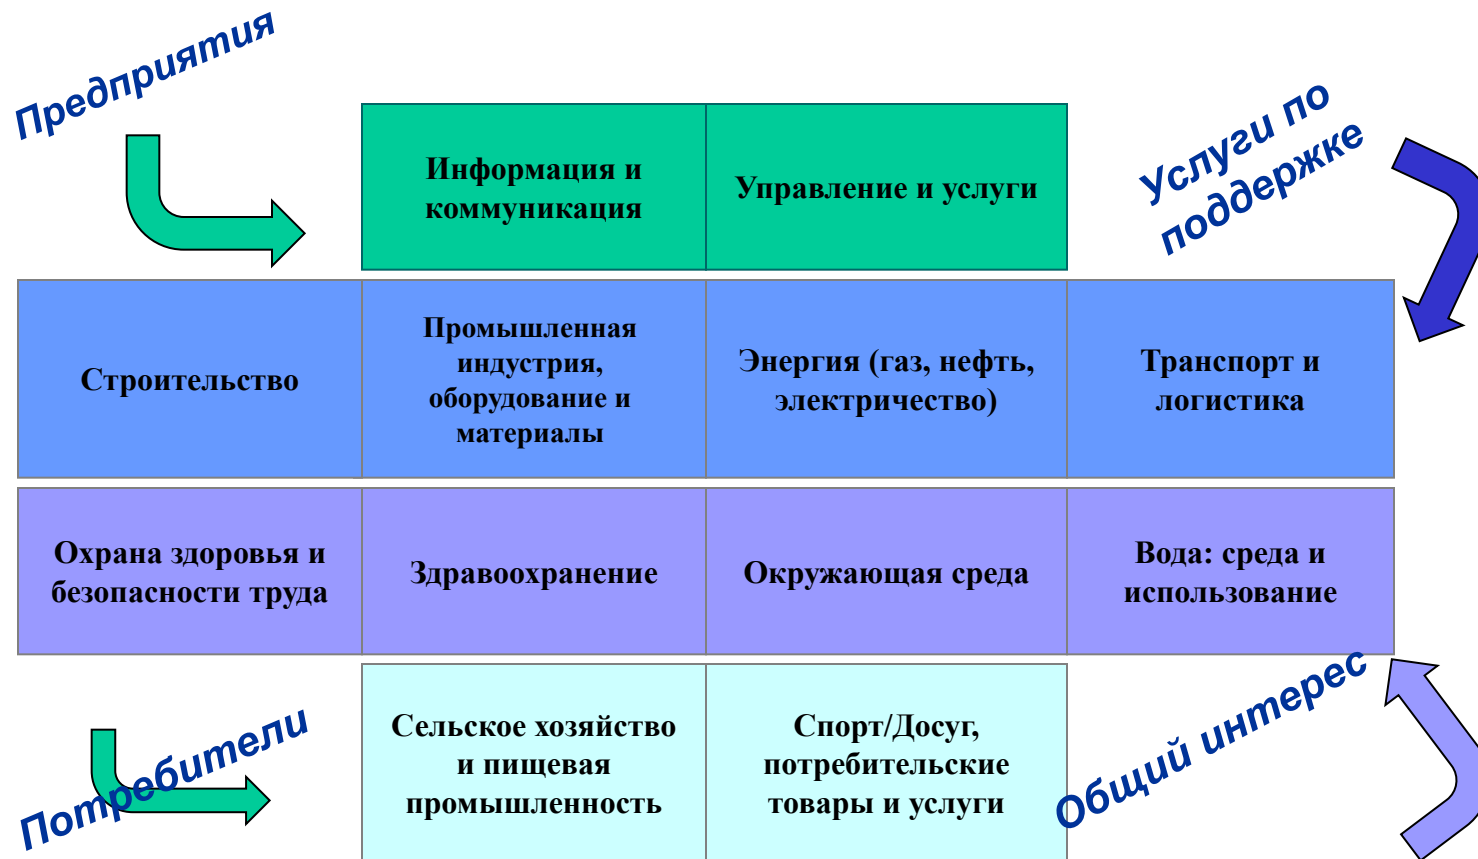 Предприятия
Услуги по
поддержке
Информация и
коммуникация
Управление и услуги
Строительство
Промышленная
индустрия,
оборудование и
материалы
Энергия (газ, нефть,
электричество)
Транспорт и
логистика
Охрана здоровья и
безопасности труда
Здравоохранение
Окружающая среда
Вода: среда и
использование
Потребители
Сельское хозяйство
и пищевая
промышленность
Спорт/Досуг,
потребительские
товары и услуги
Общий интерес